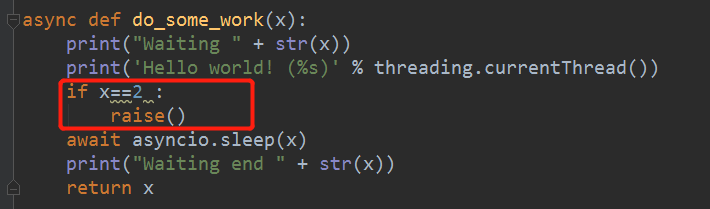 async def do_some_work(x):
    print("Waiting " + str(x))
    print('Hello world! (%s)' % threading.currentThread())
    if x==2 :
        raise()
    await asyncio.sleep(x)
    print("Waiting end " + str(x))
    return x